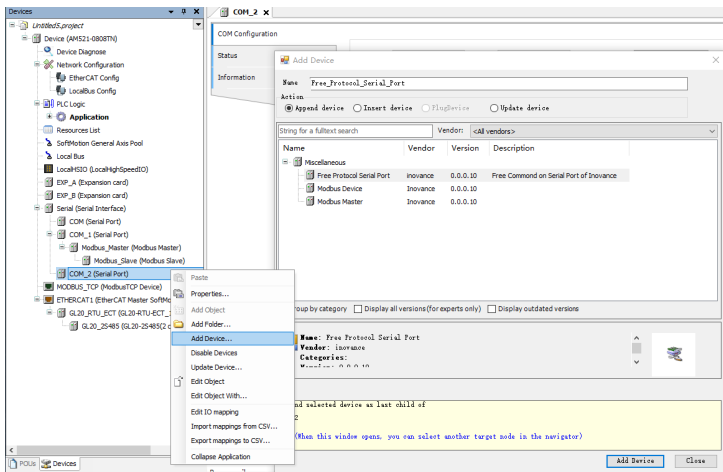 Devices
Untitled5.project
Device (AM521-0808TN)
Device Diagnose
Network Configuration
EtherCAT Config
LocalBus Config
PLC Logic
Application
Resources List
SoftMotion General Axis Pool
Local Bus
LocalHSIO (LocalHighSpeedIO)
EXP_A (Expansion card)
EXP_B (Expansion card)
Serial (Serial Interface)
COM (Serial Port)
COM_1 (Serial Port)
Modbus_Master (Modbus Master)
Modbus_Slave (Modbus Slave)
COM_2 (Serial Port)
MODBUS_TCP (ModbusTCP Device)
ETHERCAT1 (EtherCAT Master SoftMo
GL20_RTU_ECT (GL20-RTU-ECT_
GL20_2S485 (GL20-2S485(2 c
POUs
Devices
Paste
Properties...
Add Object
Add Folder...
Add Device...
Disable Devices
Update Device...
Edit Object
Edit Object With...
Edit IO mapping
Import mappings from CSV...
Export mappings to CSV...
Collapse Application
COM_2
COM Configuration
Status
Information
Add Device
Name Free_Protocol_Serial_Port
Action
Append device Insert device PlugDevice Update device
String for a fulltext search Vendor: <All vendors>
Name Vendor Version Description
Miscellaneous
Free Protocol Serial Port inovance 0.0.0.10 Free Commond on Serial Port of Inovance
Modbus Device Inovance 0.0.0.10
Modbus Master Inovance 0.0.0.10
oup by category Display all versions (for experts only) Display outdated versions
Name: Free Protocol Serial Port
Vendor: inovance
Categories:
nd selected device as last child of
2
(When this window opens, you can select another target node in the navigator)
Add Device Close